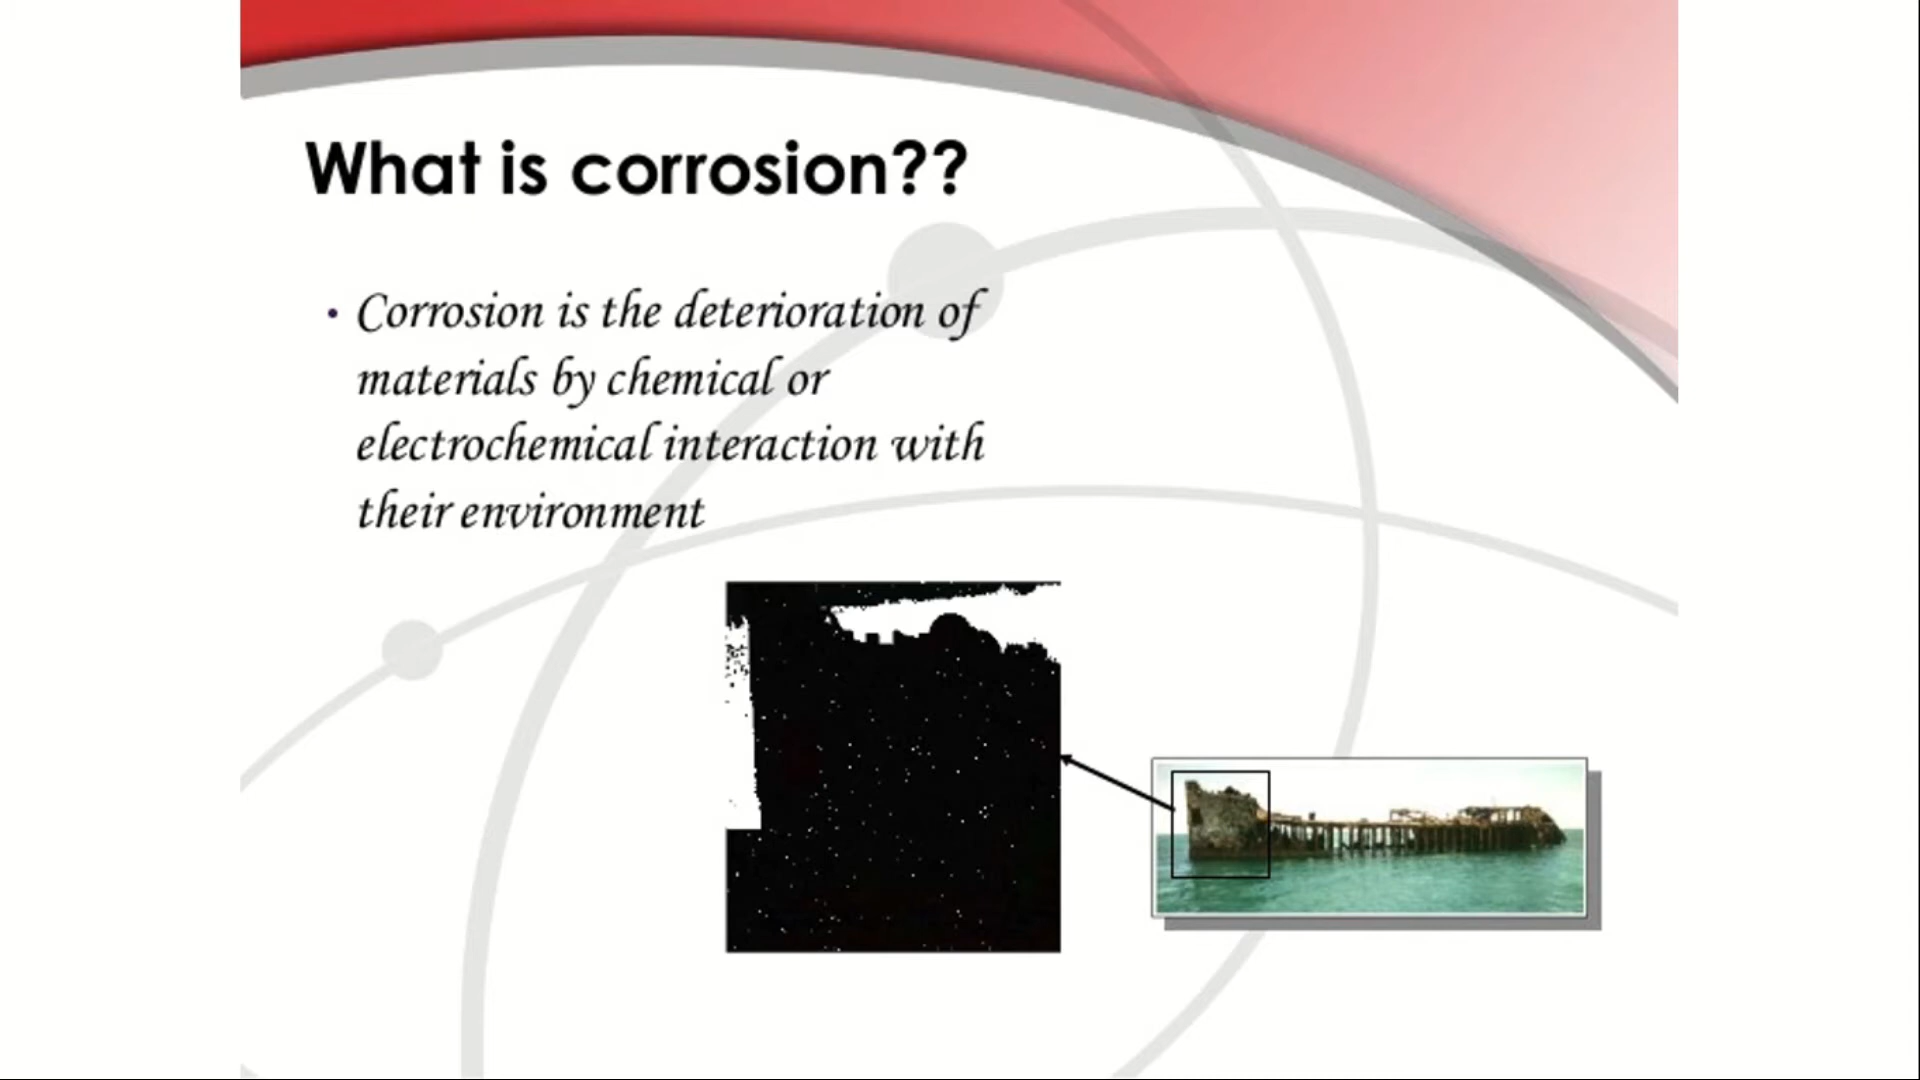 What is corrosion??
• Corrosion is the deterioration of
materials by chemical or
electrochemical interaction with
their environment